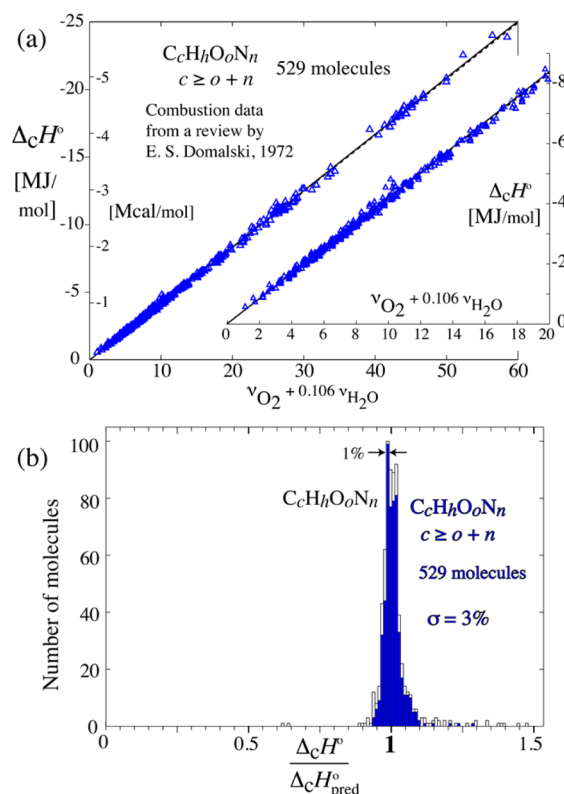 (a)
CcHhOoNn
c ≥ o + n
529 molecules
Combustion data
from a review by
E. S. Domalski, 1972
ΔcH°
[MJ/
mol]
[Mcal/mol]
-25
-20
-15
-10
-5
0
-5
-4
-3
-2
-1
0 10 20 30 40 50 60
νO2 + 0.106 νH2O
ΔcH°
[MJ/mol]
-8
-6
-4
-2
0
0 2 4 6 8 10 12 14 16 18 20
νO2 + 0.106 νH2O
(b)
Number of molecules
100
80
60
40
20
0
1%
CcHhOoNn
CcHhOoNn
c ≥ o + n
529 molecules
σ = 3%
0 0.5 1 1.5
ΔcH°
ΔcH°pred